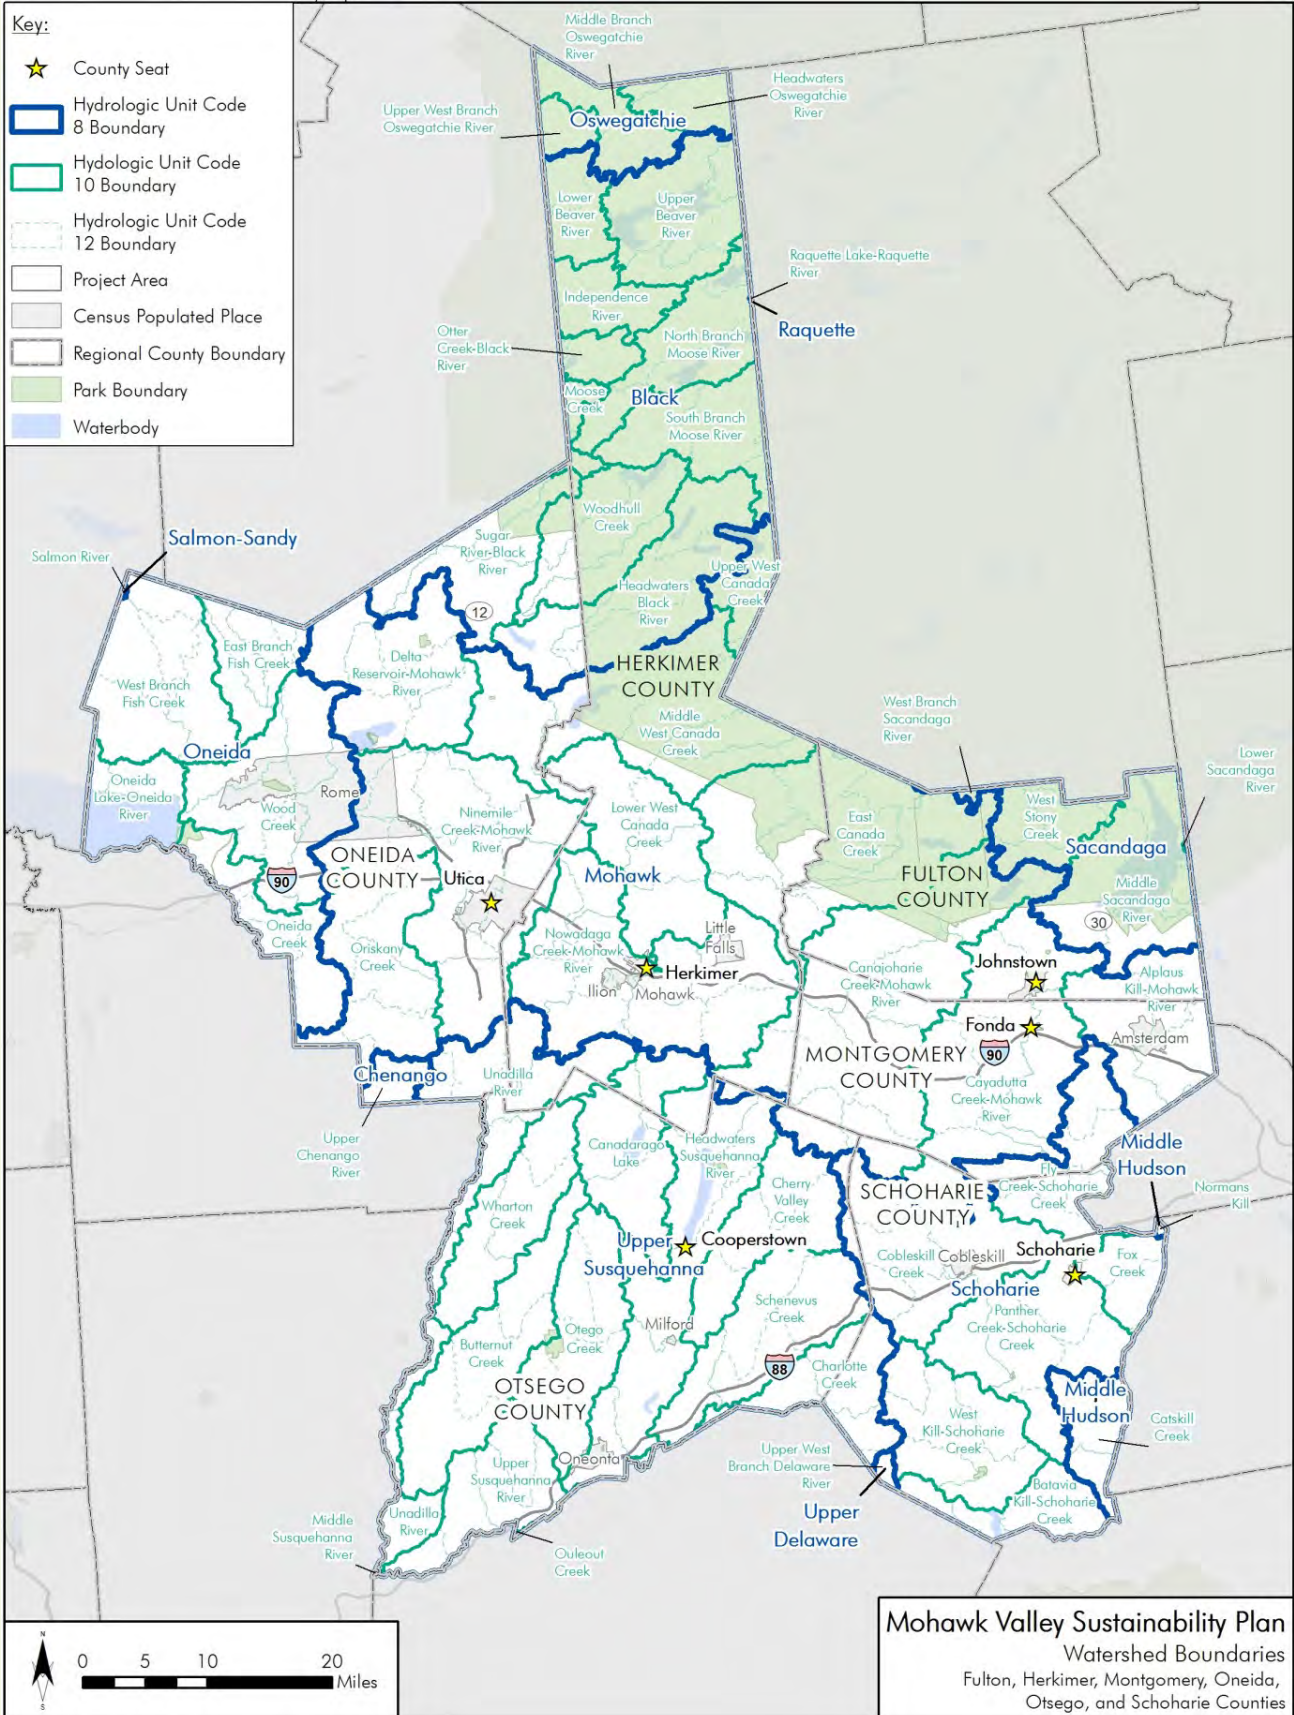 Key:
County Seat
Hydrologic Unit Code
8 Boundary
Hydologic Unit Code
10 Boundary
Hydrologic Unit Code
12 Boundary
Project Area
Census Populated Place
Regional County Boundary
Park Boundary
Waterbody
Middle Branch
Oswegatchie
River
Headwaters
Oswegatchie
River
Upper West Branch
Oswegatchie River
Oswegatchie
Lower
Beaver
River
Upper
Beaver
River
Raquette Lake-Raquette
River
Raquette
Independence
River
Otter
Creek-Black
River
North Branch
Moose River
Moose
Creek
Black
South Branch
Moose River
Woodhull
Creek
Salmon-Sandy
Salmon River
Sugar
River-Black
River
12
Headwaters
Black
River
Upper West
Canada
Creek
East Branch
Fish Creek
Delta
Reservoir-Mohawk
River
West Branch
Fish Creek
HERKIMER
COUNTY
Middle
West Canada
Creek
West Branch
Sacandaga
River
Lower
Sacandaga
River
Oneida
Oneida
Lake-Oneida
River
Rome
Wood
Creek
Ninemile
Creek-Mohawk
River
Lower West
Canada
Creek
East
Canada
Creek
West
Stony
Creek
Sacandaga
ONEIDA
COUNTY
90
Utica
Mohawk
FULTON
COUNTY
Middle
Sacandaga
River
30
Oneida
Creek
Oriskany
Creek
Nowadaga
Creek-Mohawk
River
Little
Falls
Herkimer
Ilion
Mohawk
Canajoharie
Creek-Mohawk
River
Johnstown
Alplaus
Kill-Mohawk
River
Fonda
90
Amsterdam
MONTGOMERY
COUNTY
Cayadutta
Creek-Mohawk
River
Chenango
Unadilla
River
Upper
Chenango
River
Canadarago
Lake
Headwaters
Susquehanna
River
Middle
Hudson
Cherry
Valley
Creek
Wharton
Creek
SCHOHARIE
COUNTY
Fly
Creek-Schoharie
Creek
Normans
Kill
Upper
Susquehanna
Cooperstown
Cobleskill
Creek
Cobleskill
Schoharie
Fox
Creek
Schoharie
Schenevus
Creek
Panther
Creek-Schoharie
Creek
Milford
Otego
Creek
Butternut
Creek
88
Charlotte
Creek
OTSEGO
COUNTY
Middle
Hudson
West
Kill-Schoharie
Creek
Catskill
Creek
Oneonta
Upper
Susquehanna
River
Upper West
Branch Delaware
River
Batavia
Kill-Schoharie
Creek
Unadilla
River
Upper
Delaware
Middle
Susquehanna
River
Ouleout
Creek
N
S
0 5 10 20
Miles
Mohawk Valley Sustainability Plan
Watershed Boundaries
Fulton, Herkimer, Montgomery, Oneida,
Otsego, and Schoharie Counties